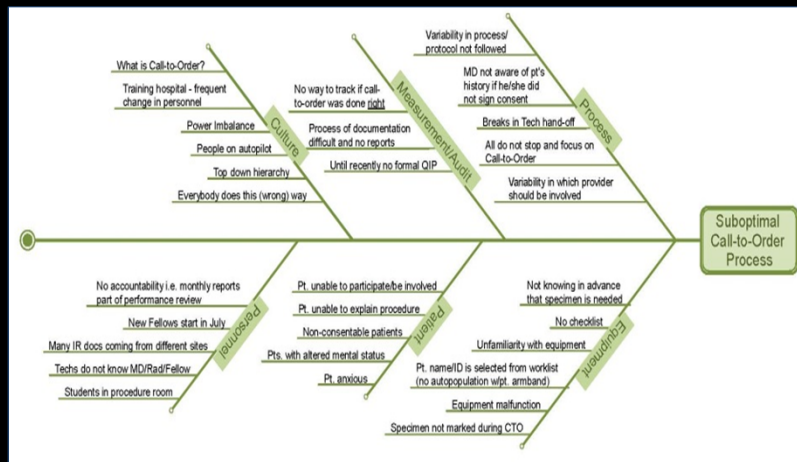 What is Call-to-Order?
Training hospital - frequent
change in personnel
Power Imbalance
People on autopilot
Top down hierarchy
Everybody does this (wrong) way
Culture
No way to track if call-
to-order was done right
Process of documentation
difficult and no reports
Until recently no formal QIP
Measurement/Audit
Variability in process/
protocol not followed
MD not aware of pt's
history if he/she did
not sign consent
Breaks in Tech hand-off
All do not stop and focus on
Call-to-Order
Variability in which provider
should be involved
Process
Suboptimal
Call-to-Order
Process
No accountability i.e. monthly reports
part of performance review
New Fellows start in July
Many IR docs coming from different sites
Techs do not know MD/Rad/Fellow
Students in procedure room
Personnel
Pt. unable to participate/be involved
Pt. unable to explain procedure
Non-consentable patients
Pts. with altered mental status
Pt. anxious
Patient
Not knowing in advance
that specimen is needed
No checklist
Unfamiliarity with equipment
Pt. name/ID is selected from worklist
(no autopopulation w/pt. armband)
Equipment malfunction
Specimen not marked during CTO
Equipment